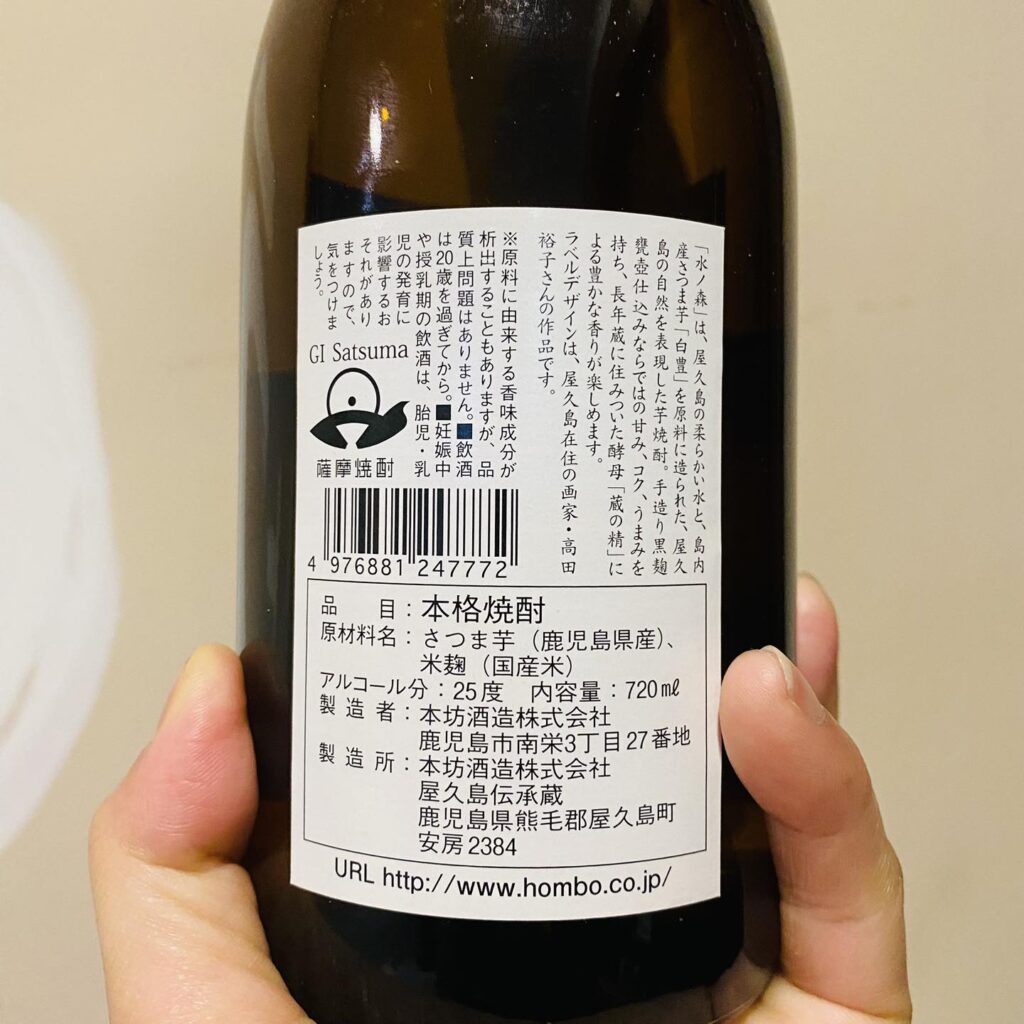 「水ノ森」は、屋久島の柔らかい水と、島内
産さつま芋「白豊」を原料に造られた、屋久
島の自然を表現した芋焼酎。手造り黒麹
甕壺仕込みならではの甘み、コク、うまみを
持ち、長年蔵に住みついた酵母「蔵の精」に
よる豊かな香りが楽しめます。
ラベルデザインは、屋久島在住の画家・高田
裕子さんの作品です。
※原料に由来する香味成分が
析出することもありますが、品
質上問題はありません。■飲酒
は20歳を過ぎてから。■妊娠中
や授乳期の飲酒は、胎児・乳
児の発育に
影響するお
それがあり
ますので、
気をつけま
しょう。
GI Satsuma
薩摩焼酎
4 976881 247772
品目：本格焼酎
原材料名：さつま芋（鹿児島県産）、
米麹（国産米）
アルコール分：25度 内容量：720㎖
製造者：本坊酒造株式会社
鹿児島市南栄3丁目27番地
製造所：本坊酒造株式会社
屋久島伝承蔵
鹿児島県熊毛郡屋久島町
安房2384
URL http://www.hombo.co.jp/